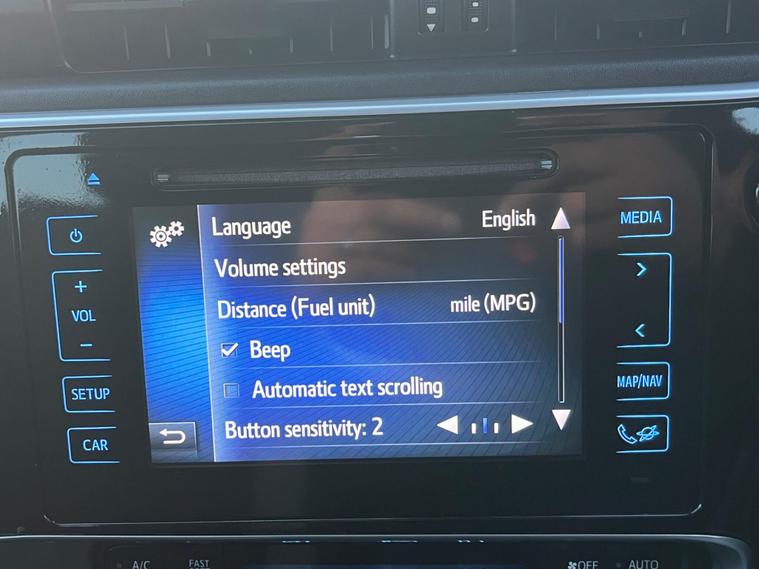 Language English
Volume settings
Distance (Fuel unit) mile (MPG)
Beep
Automatic text scrolling
Button sensitivity: 2
+
VOL
−
SETUP
CAR
MEDIA
>
<
MAP/NAV
A/C
FAST
OFF
AUTO